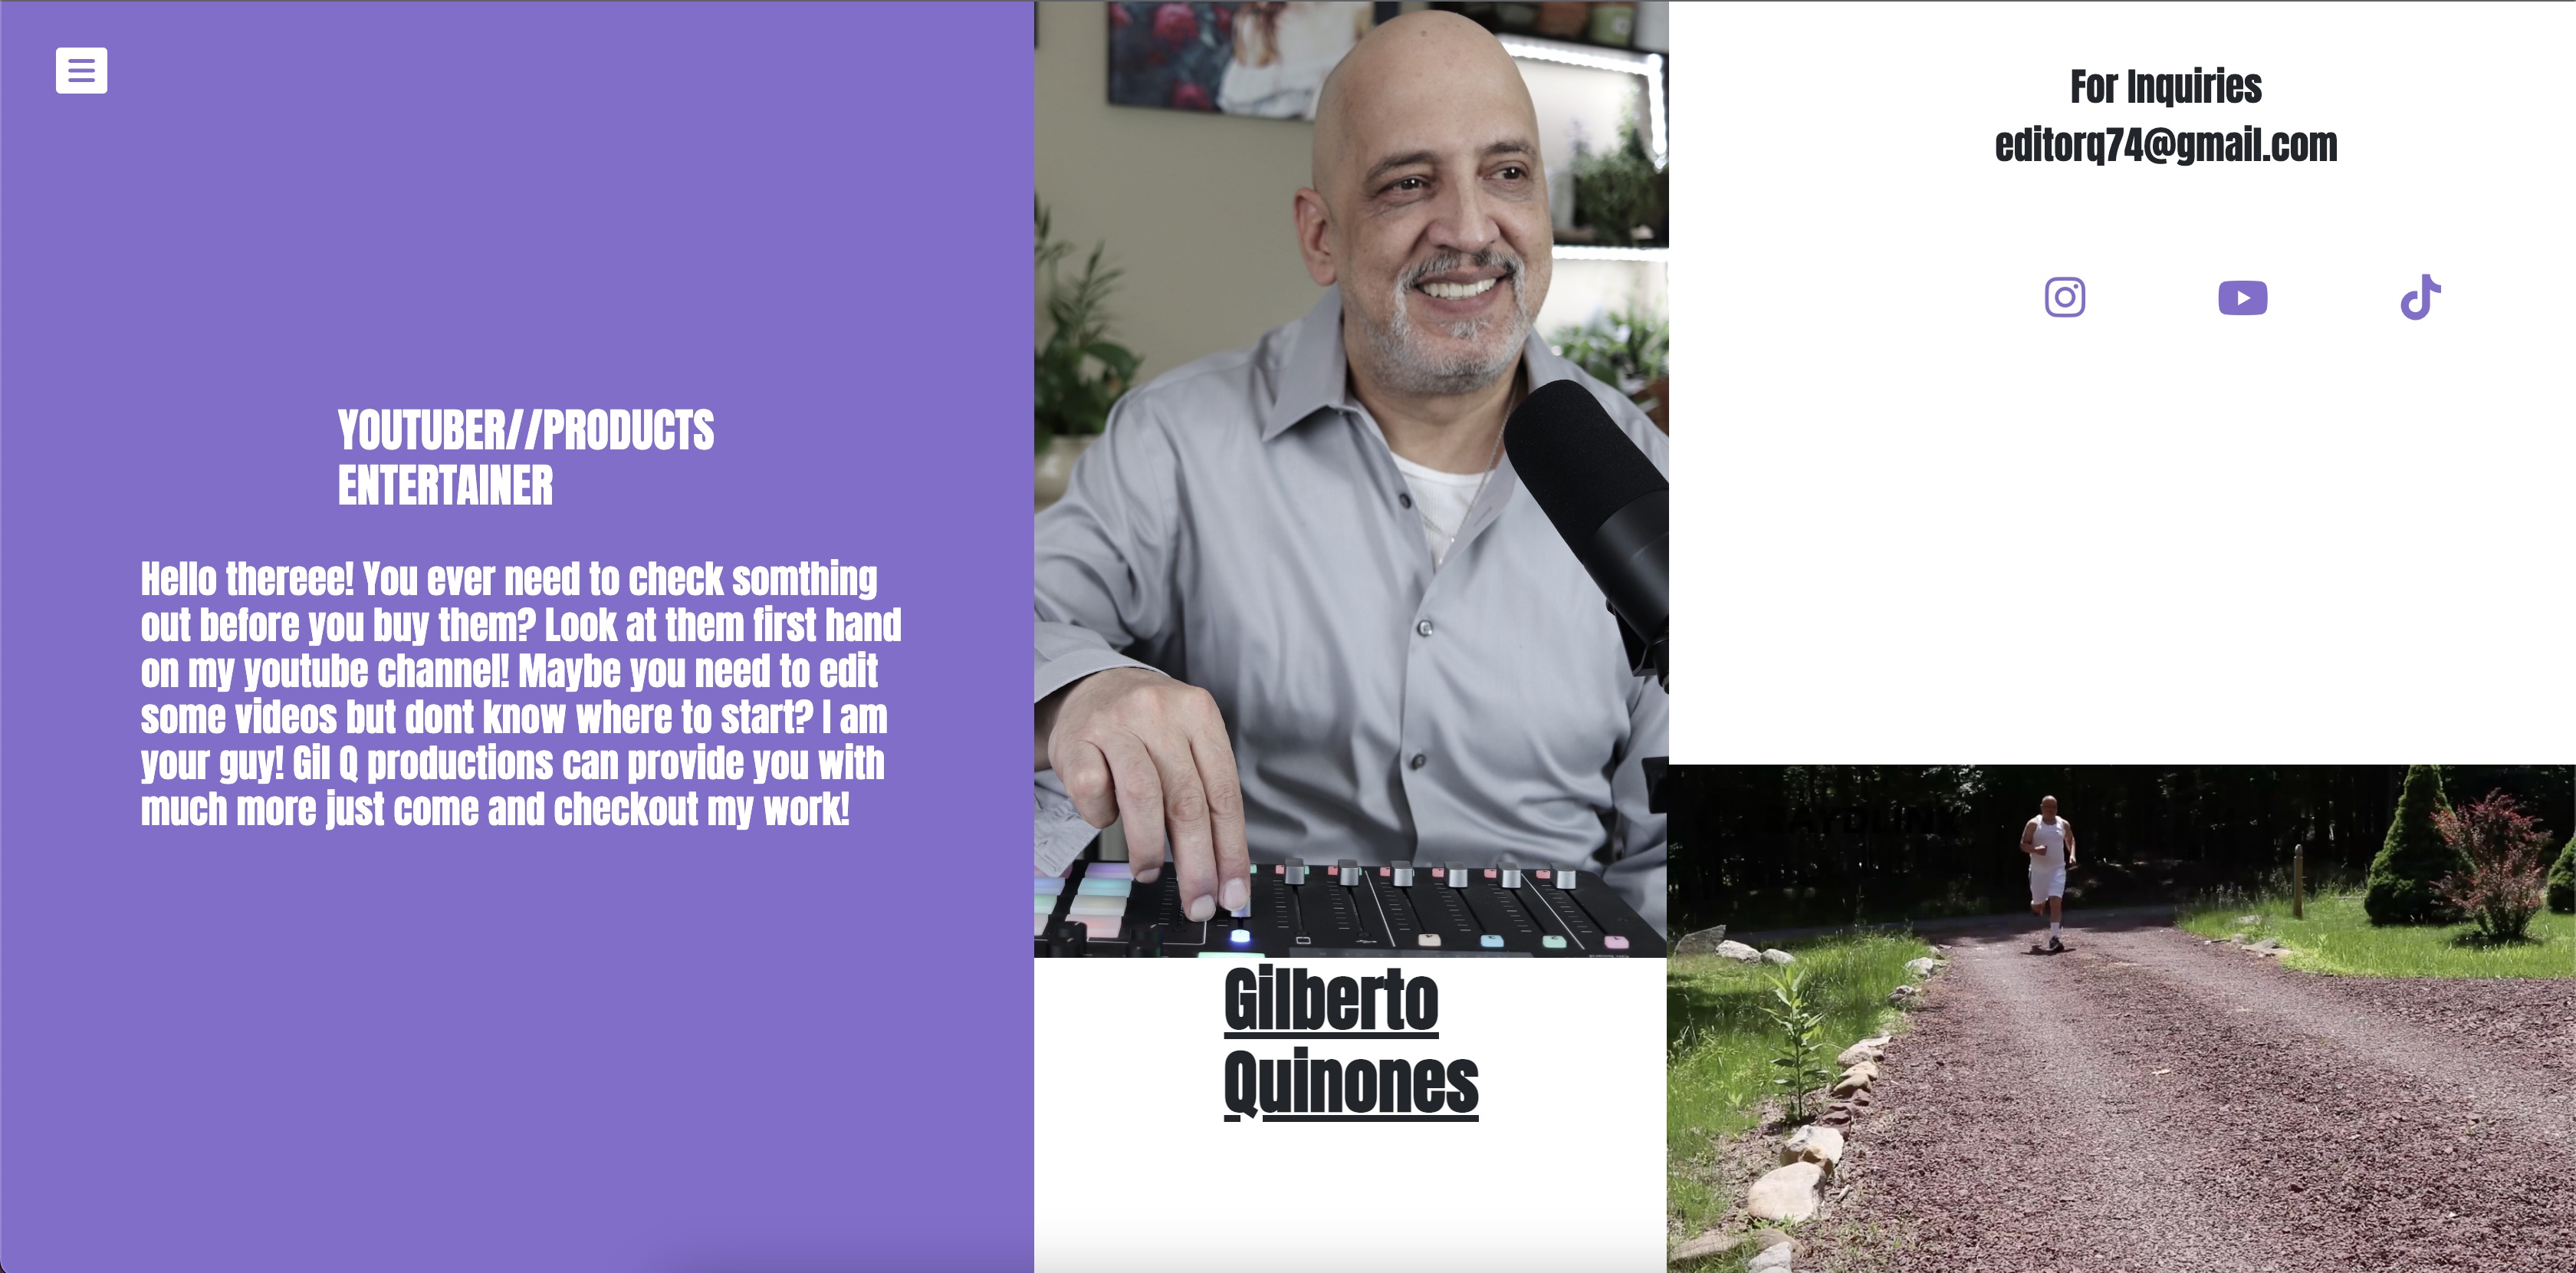 YOUTUBER//PRODUCTS
ENTERTAINER
Hello thereee! You ever need to check somthing
out before you buy them? Look at them first hand
on my youtube channel! Maybe you need to edit
some videos but dont know where to start? I am
your guy! Gil Q productions can provide you with
much more just come and checkout my work!
Gilberto
Quinones
For Inquiries
editorq74@gmail.com